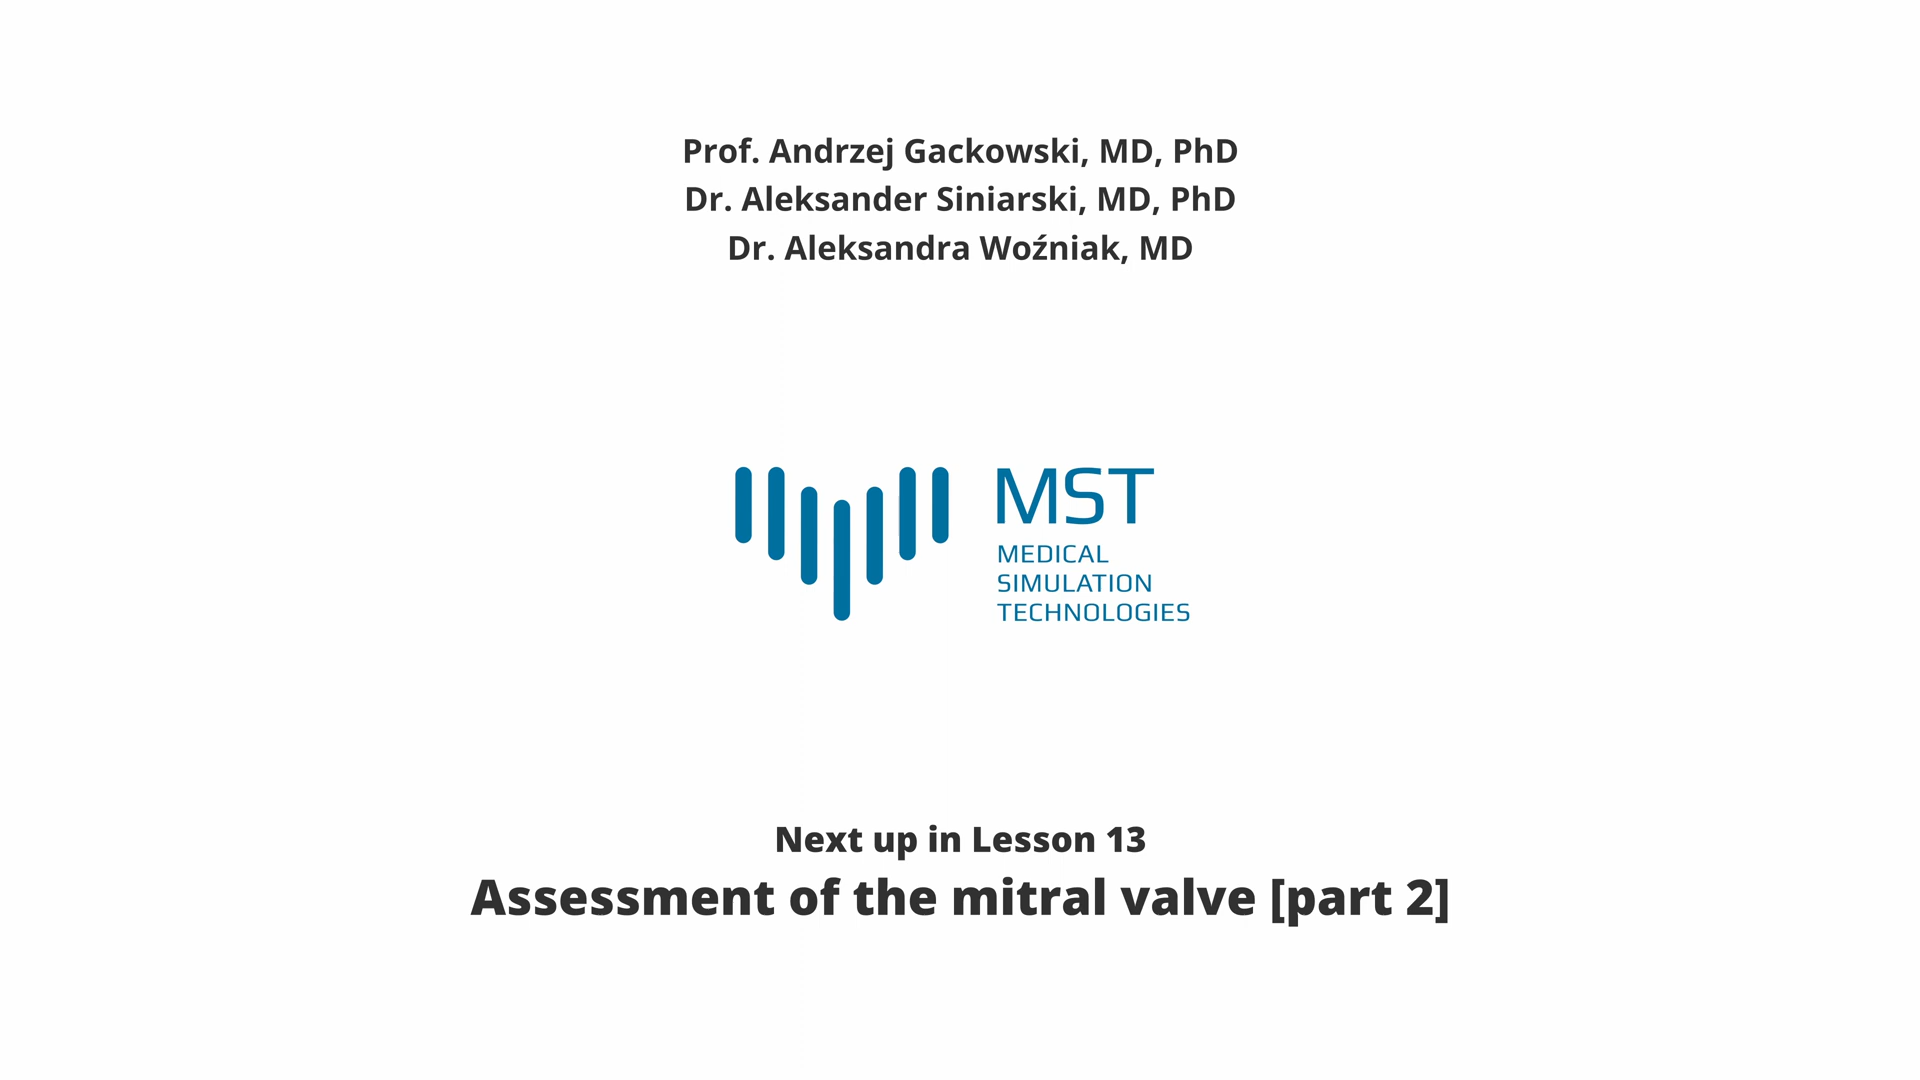 Prof. Andrzej Gackowski, MD, PhD
Dr. Aleksander Siniarski, MD, PhD
Dr. Aleksandra Woźniak, MD
MST
MEDICAL
SIMULATION
TECHNOLOGIES
Next up in Lesson 13
Assessment of the mitral valve [part 2]